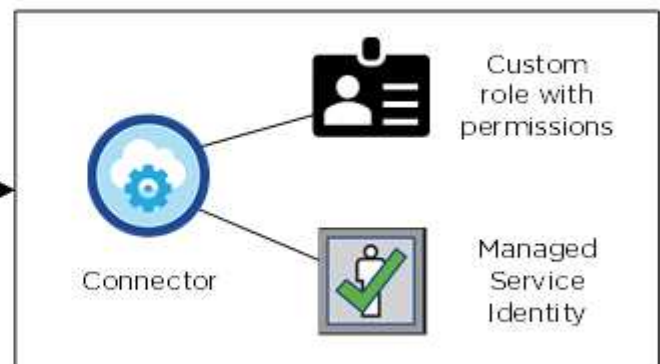 Custom
role with
permissions
Connector
Managed
Service
Identity